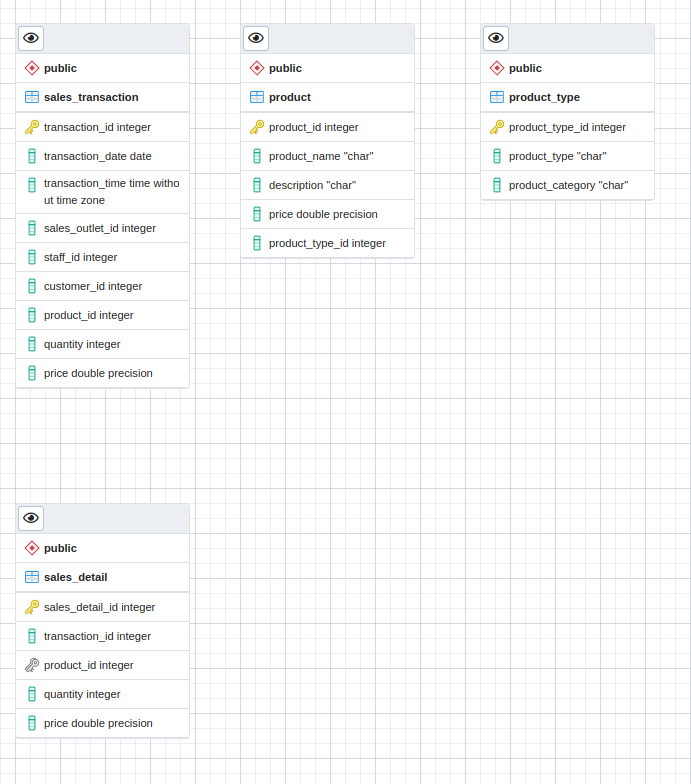 public
sales_transaction
transaction_id integer
transaction_date date
transaction_time time witho
ut time zone
sales_outlet_id integer
staff_id integer
customer_id integer
product_id integer
quantity integer
price double precision
public
product
product_id integer
product_name "char"
description "char"
price double precision
product_type_id integer
public
product_type
product_type_id integer
product_type "char"
product_category "char"
public
sales_detail
sales_detail_id integer
transaction_id integer
product_id integer
quantity integer
price double precision